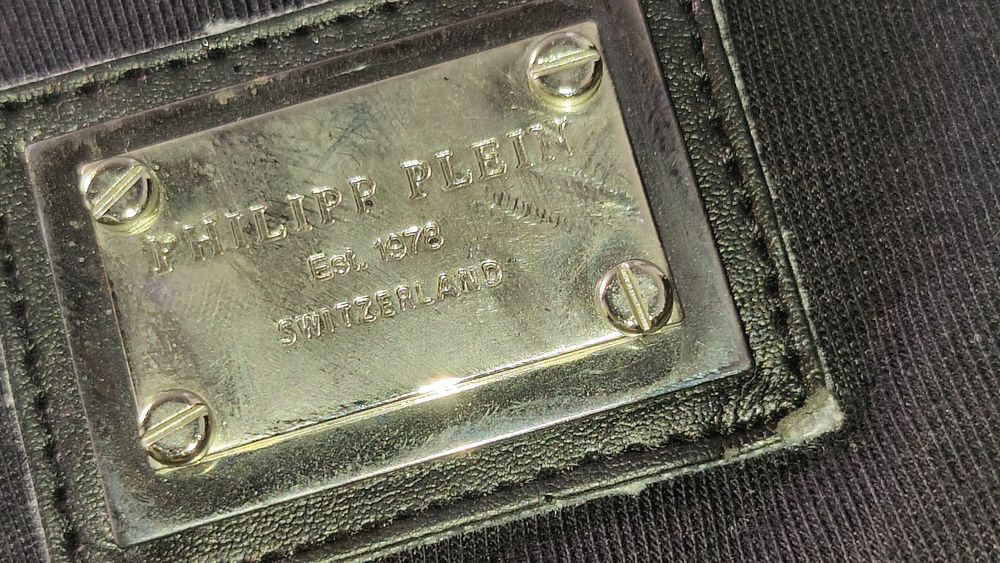 PHILIPP PLEIN
Est. 1978
SWITZERLAND